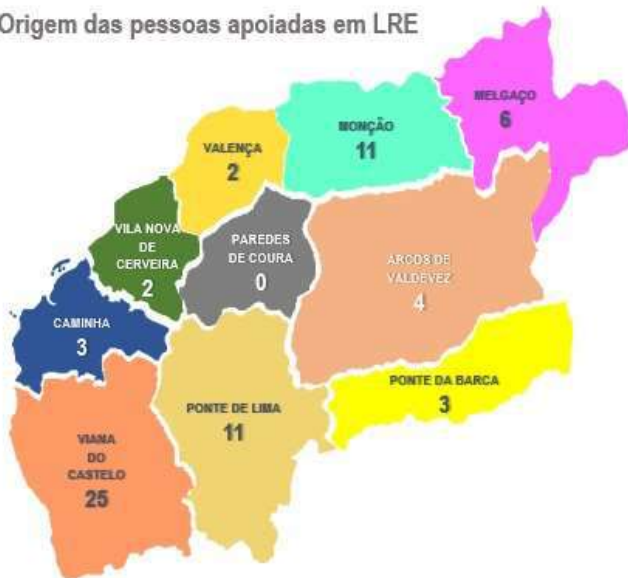 Origem das pessoas apoiadas em LRE
MELGAÇO
6
MONÇÃO
11
VALENÇA
2
VILA NOVA
DE
CERVEIRA
2
PAREDES
DE COURA
0
ARCOS DE
VALDEVEZ
4
CAMINHA
3
PONTE DA BARCA
3
PONTE DE LIMA
11
VIANA
DO
CASTELO
25